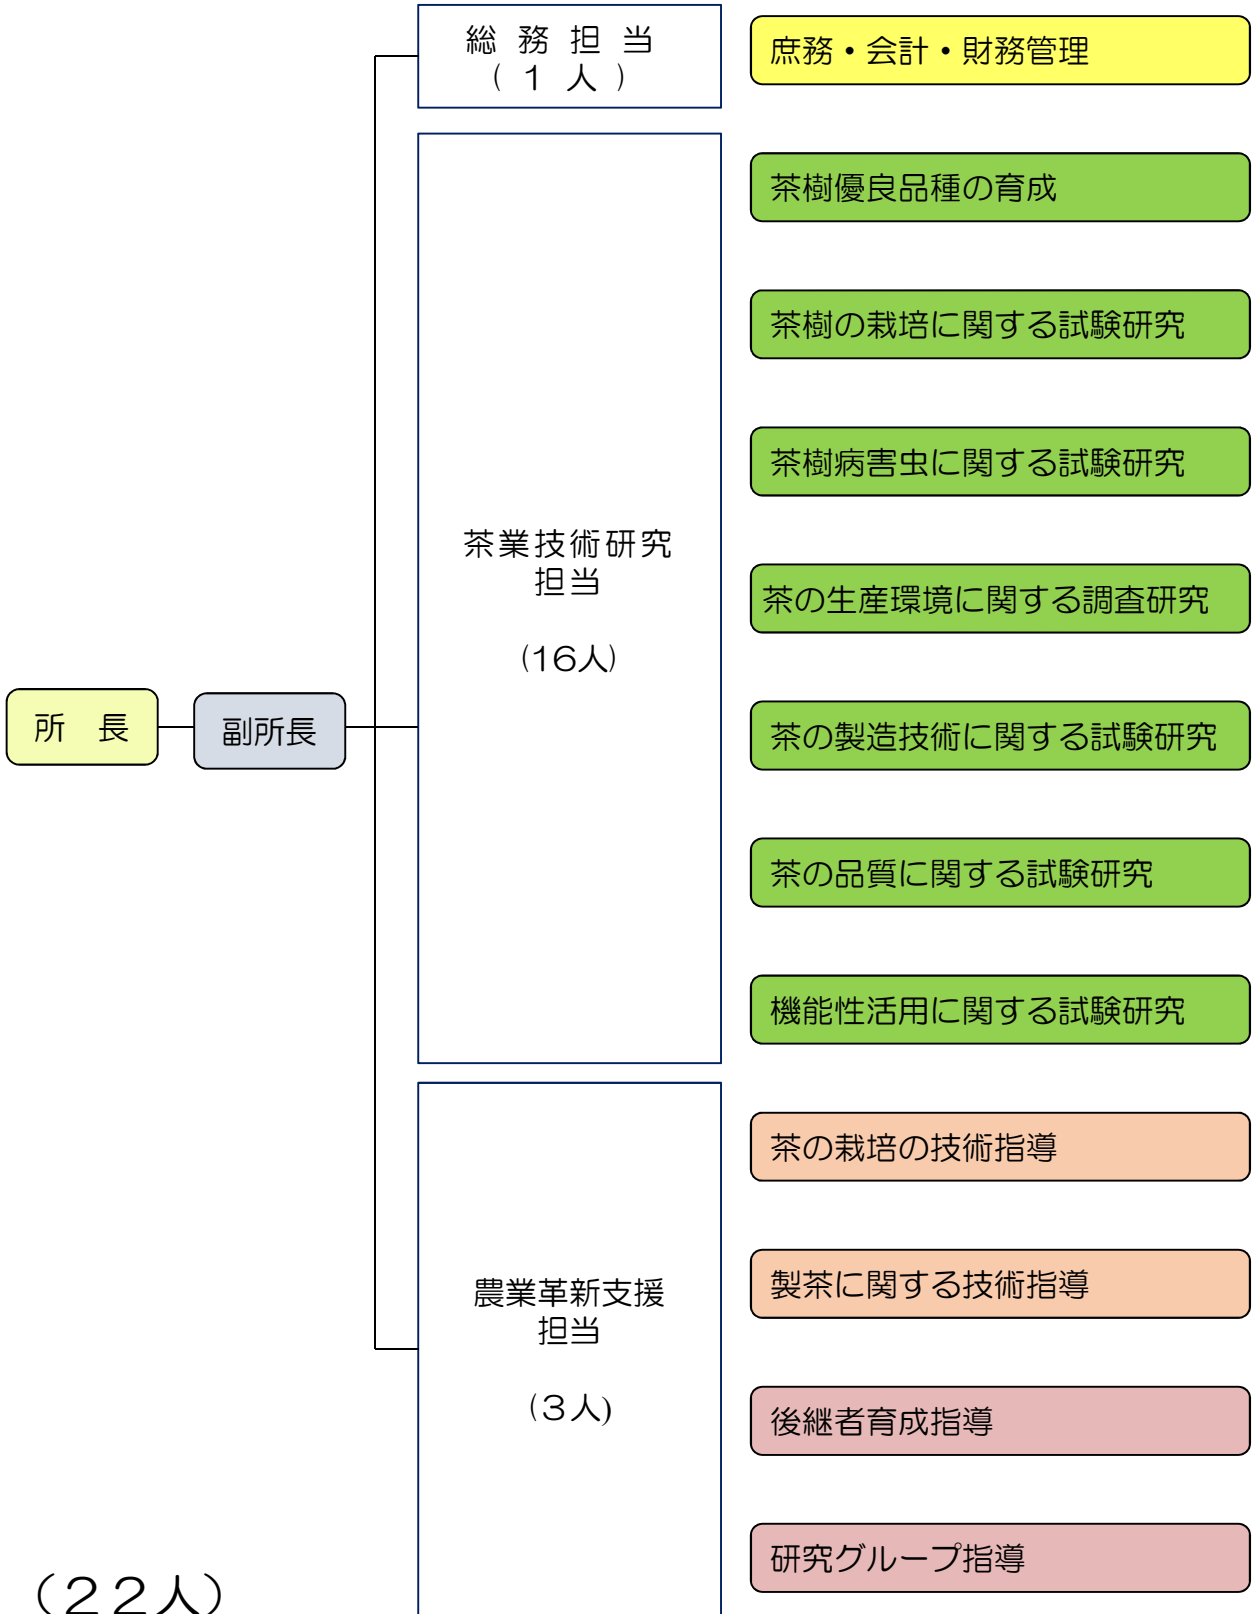 総務担当
(1人)
庶務・会計・財務管理
茶樹優良品種の育成
茶樹の栽培に関する試験研究
茶樹病害虫に関する試験研究
茶業技術研究
担当
(16人)
茶の生産環境に関する調査研究
所　長
副所長
茶の製造技術に関する試験研究
茶の品質に関する試験研究
機能性活用に関する試験研究
農業革新支援
担当
(3人)
茶の栽培の技術指導
製茶に関する技術指導
後継者育成指導
研究グループ指導
(22人)